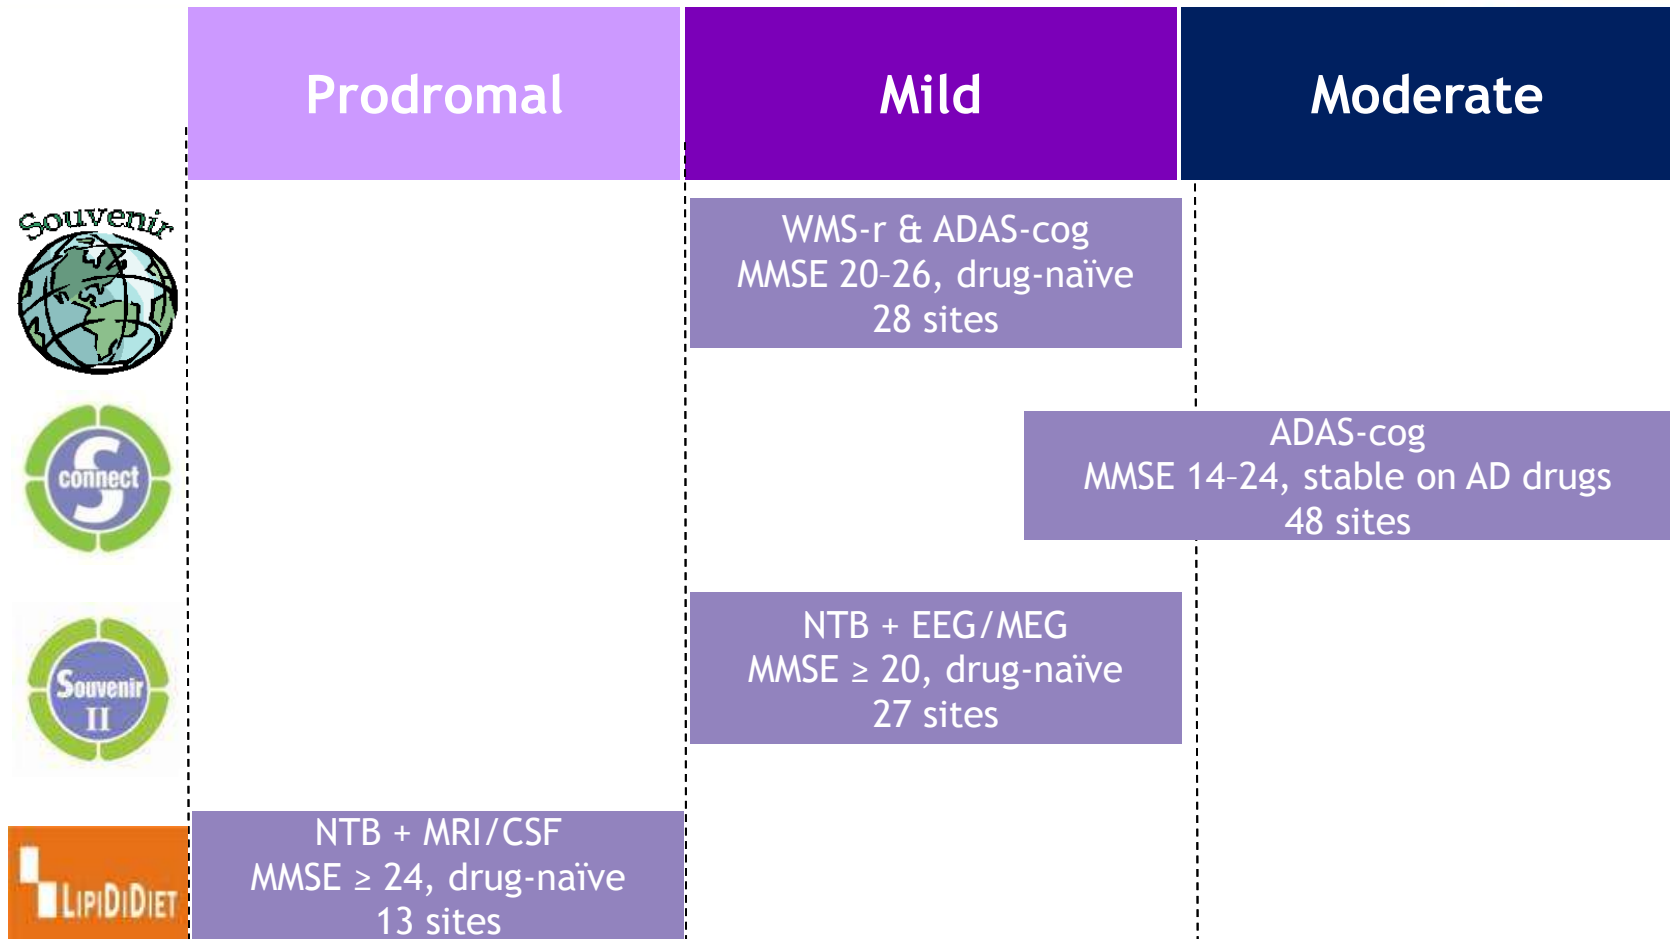 Prodromal
Mild
Moderate
Souvenir
WMS-r & ADAS-cog
MMSE 20–26, drug-naïve
28 sites
S
connect
ADAS-cog
MMSE 14–24, stable on AD drugs
48 sites
Souvenir
II
NTB + EEG/MEG
MMSE ≥ 20, drug-naïve
27 sites
LipiDiDiet
NTB + MRI/CSF
MMSE ≥ 24, drug-naïve
13 sites